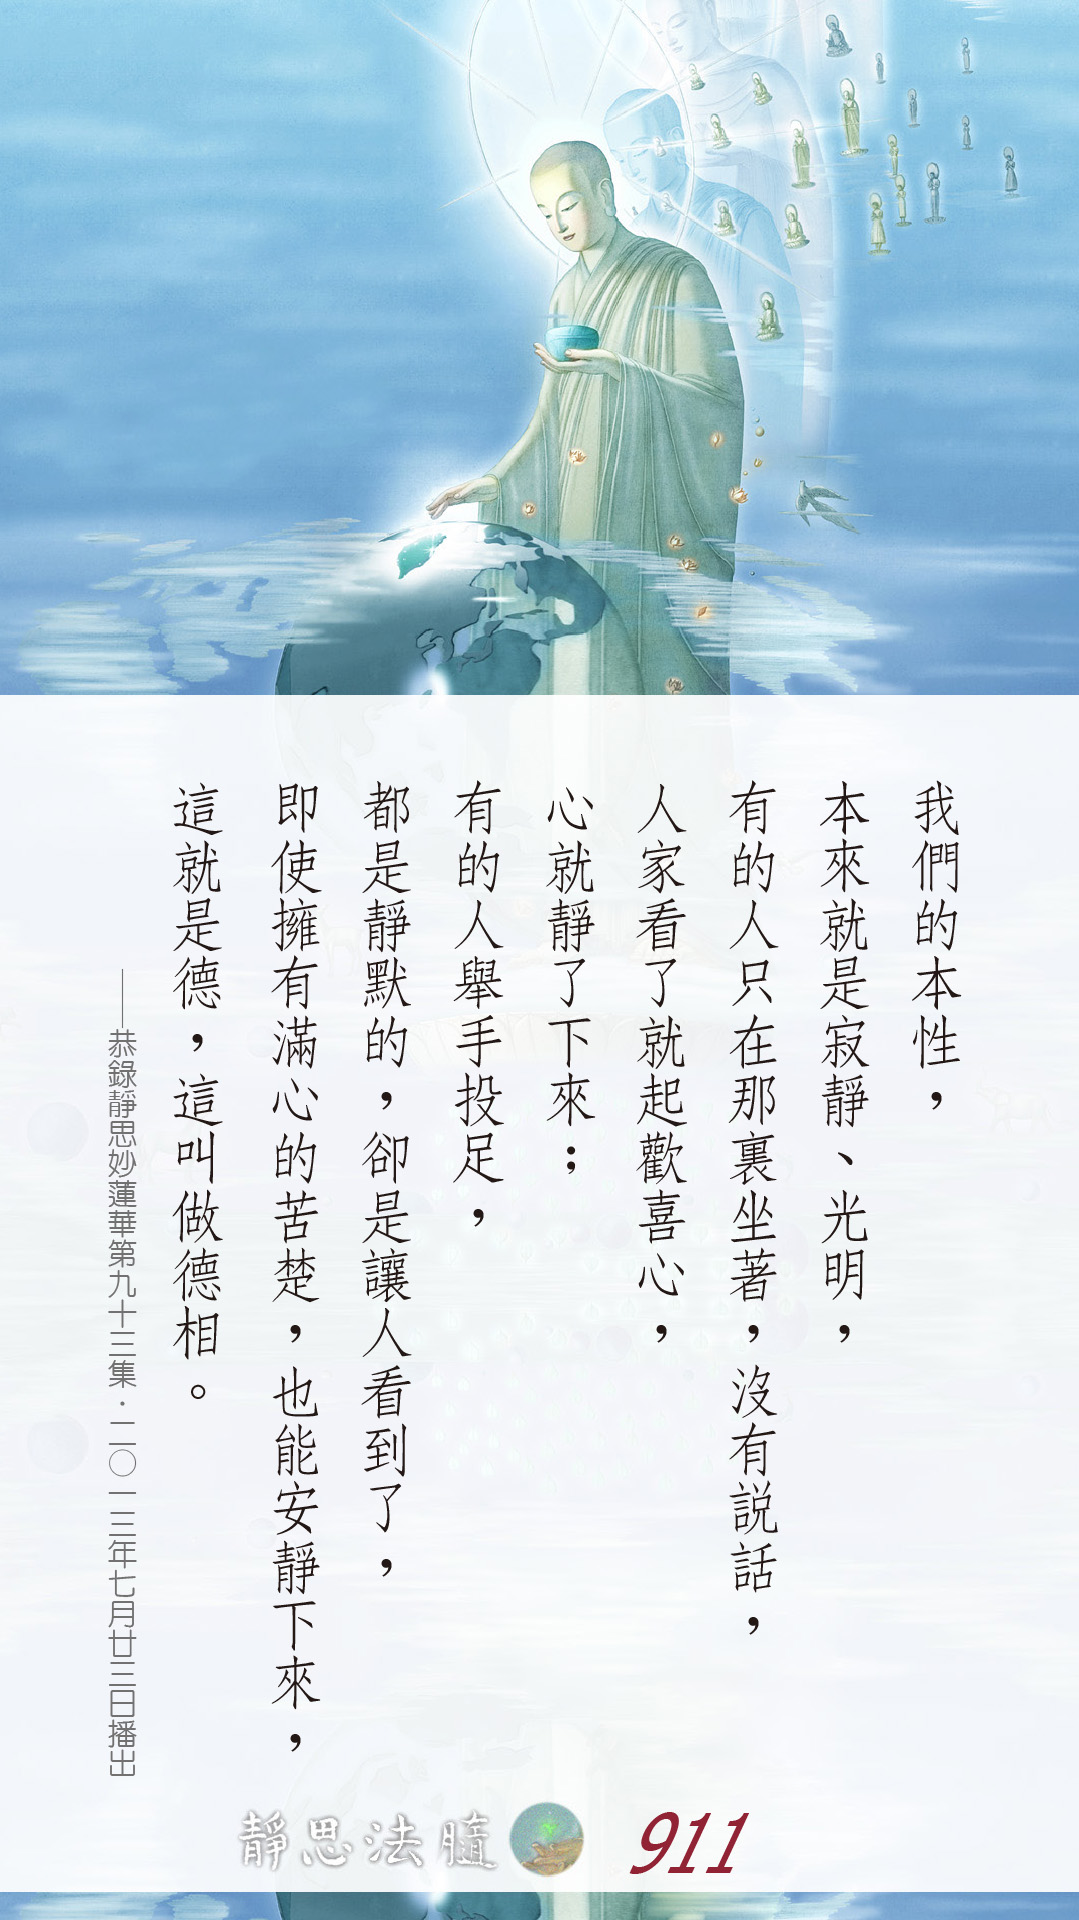 我們的本性，
本來就是寂靜、光明，
有的人只在那裏坐著，沒有説話，
人家看了就起歡喜心，
心就靜了下來；
有的人舉手投足，
都是靜默的，卻是讓人看到了，
即使擁有滿心的苦楚，也能安靜下來，
這就是德，這叫做德相。
——恭錄靜思妙蓮華第九十三集·二〇一三年七月廿三日播出
靜思法髓
911